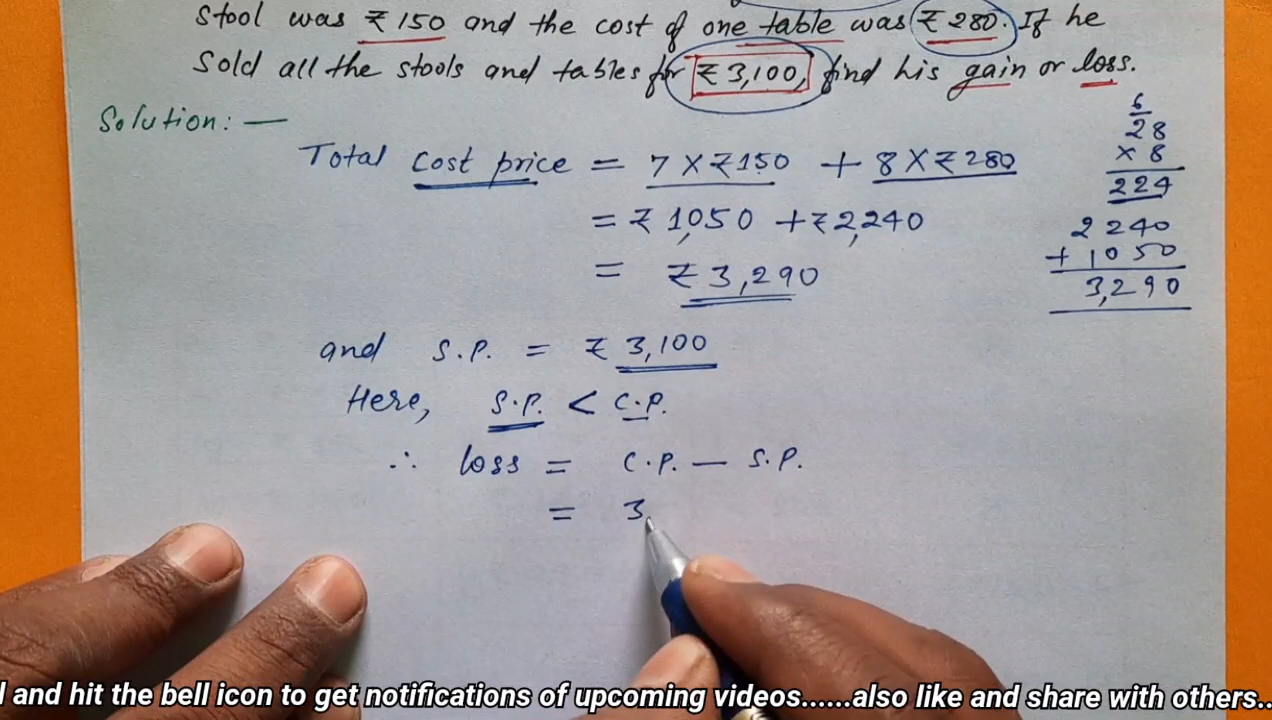 Stool was ₹150 and the cost of one table was ₹280. If he
Sold all the stools and tables for ₹3,100, find his gain or loss.
Solution: —
Total cost price = 7 X ₹150 + 8 X ₹280
= ₹1,050 + ₹2,240
= ₹3,290
and S.P. = ₹3,100
Here, S.P. < C.P.
∴ loss = C.P. — S.P.
= 3,
6
28
x 8
224
2240
+ 1050
3,290
l and hit the bell icon to get notifications of upcoming videos......also like and share with others..